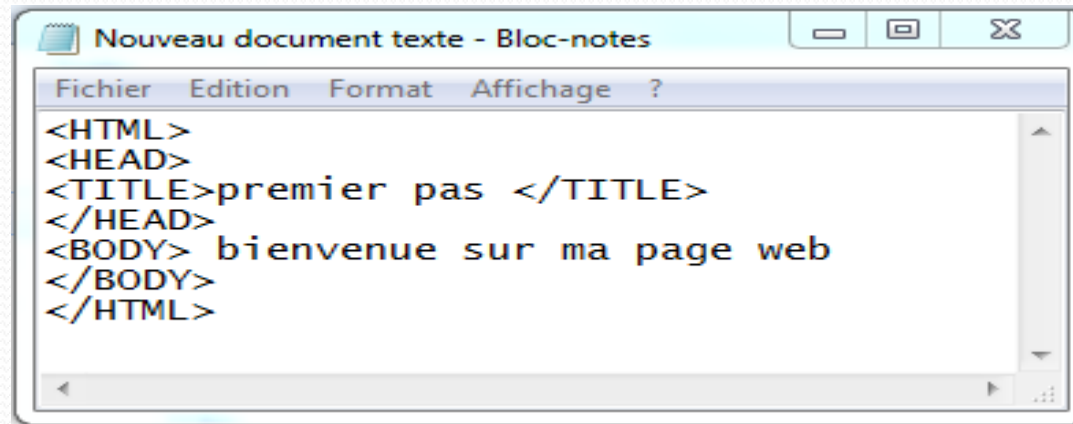 Nouveau document texte - Bloc-notes
Fichier Edition Format Affichage ?
<HTML>
<HEAD>
<TITLE>premier pas </TITLE>
</HEAD>
<BODY> bienvenue sur ma page web
</BODY>
</HTML>